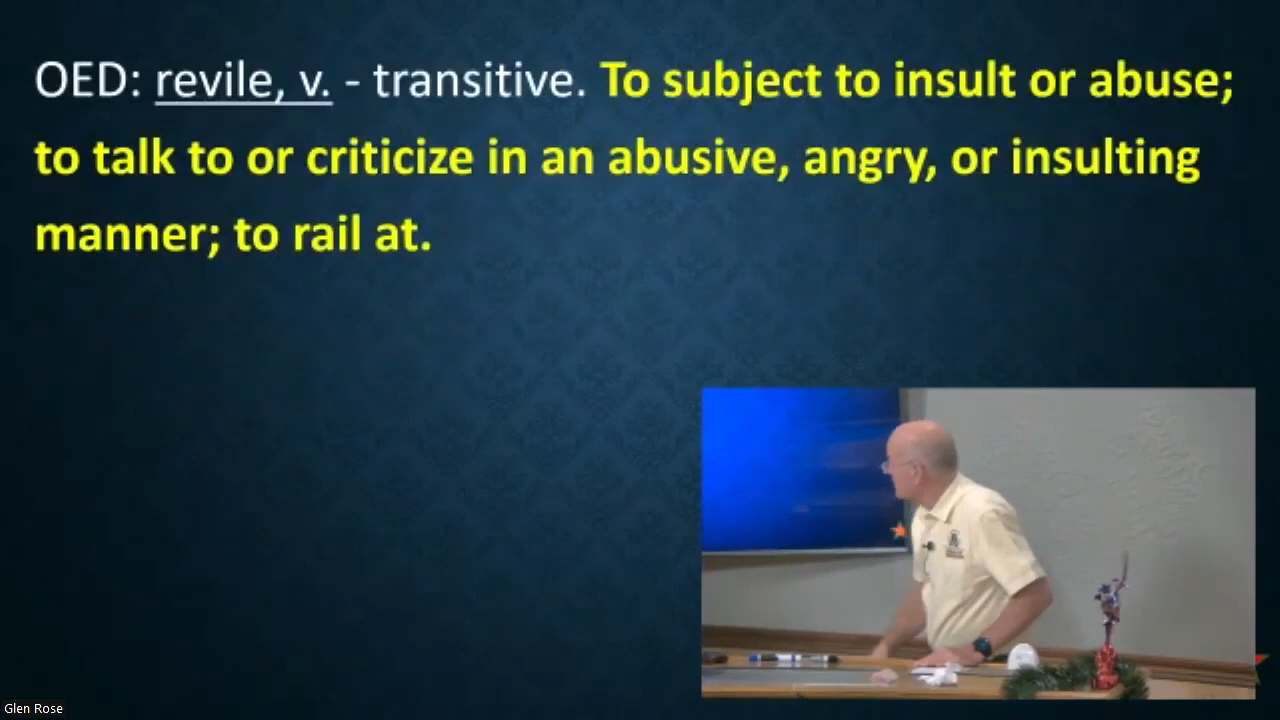 OED: revile, v. - transitive. To subject to insult or abuse;
to talk to or criticize in an abusive, angry, or insulting
manner; to rail at.
Glen Rose